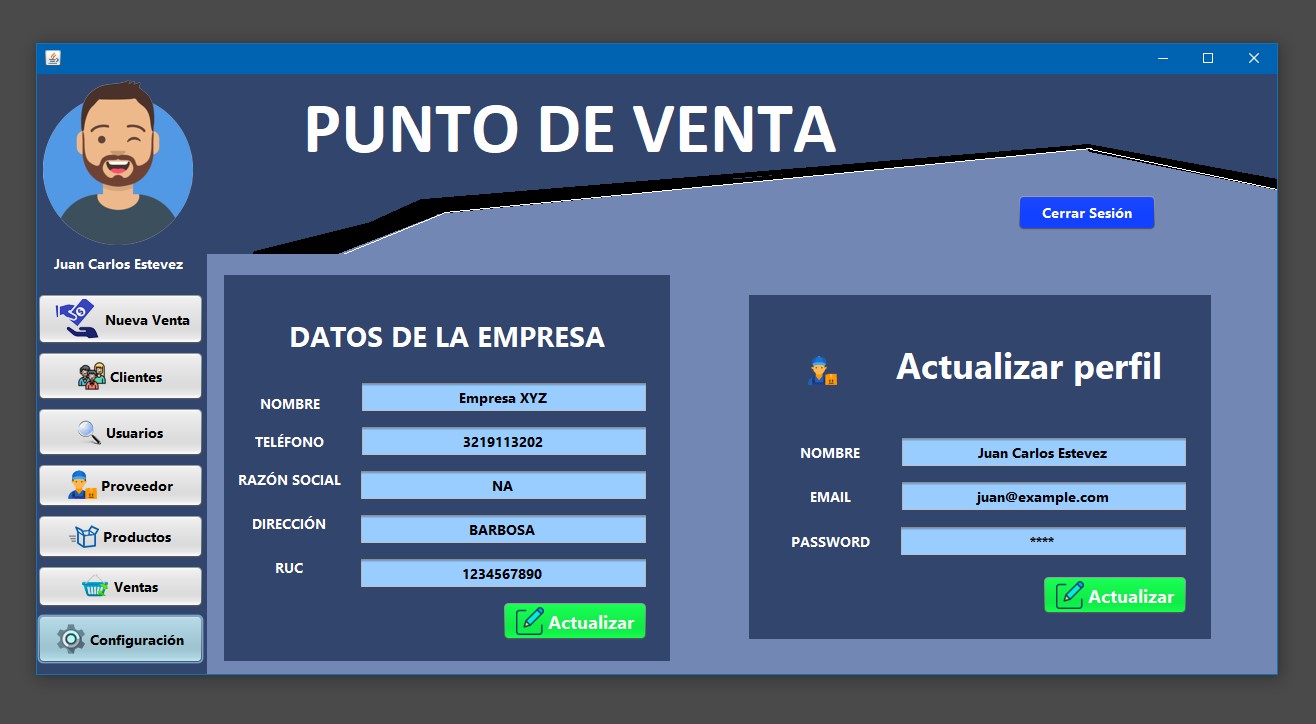 PUNTO DE VENTA
Cerrar Sesión
Juan Carlos Estevez
Nueva Venta
Clientes
Usuarios
Proveedor
Productos
Ventas
Configuración
DATOS DE LA EMPRESA
NOMBRE Empresa XYZ
TELÉFONO 3219113202
RAZÓN SOCIAL NA
DIRECCIÓN BARBOSA
RUC 1234567890
Actualizar
Actualizar perfil
NOMBRE Juan Carlos Estevez
EMAIL juan@example.com
PASSWORD ****
Actualizar